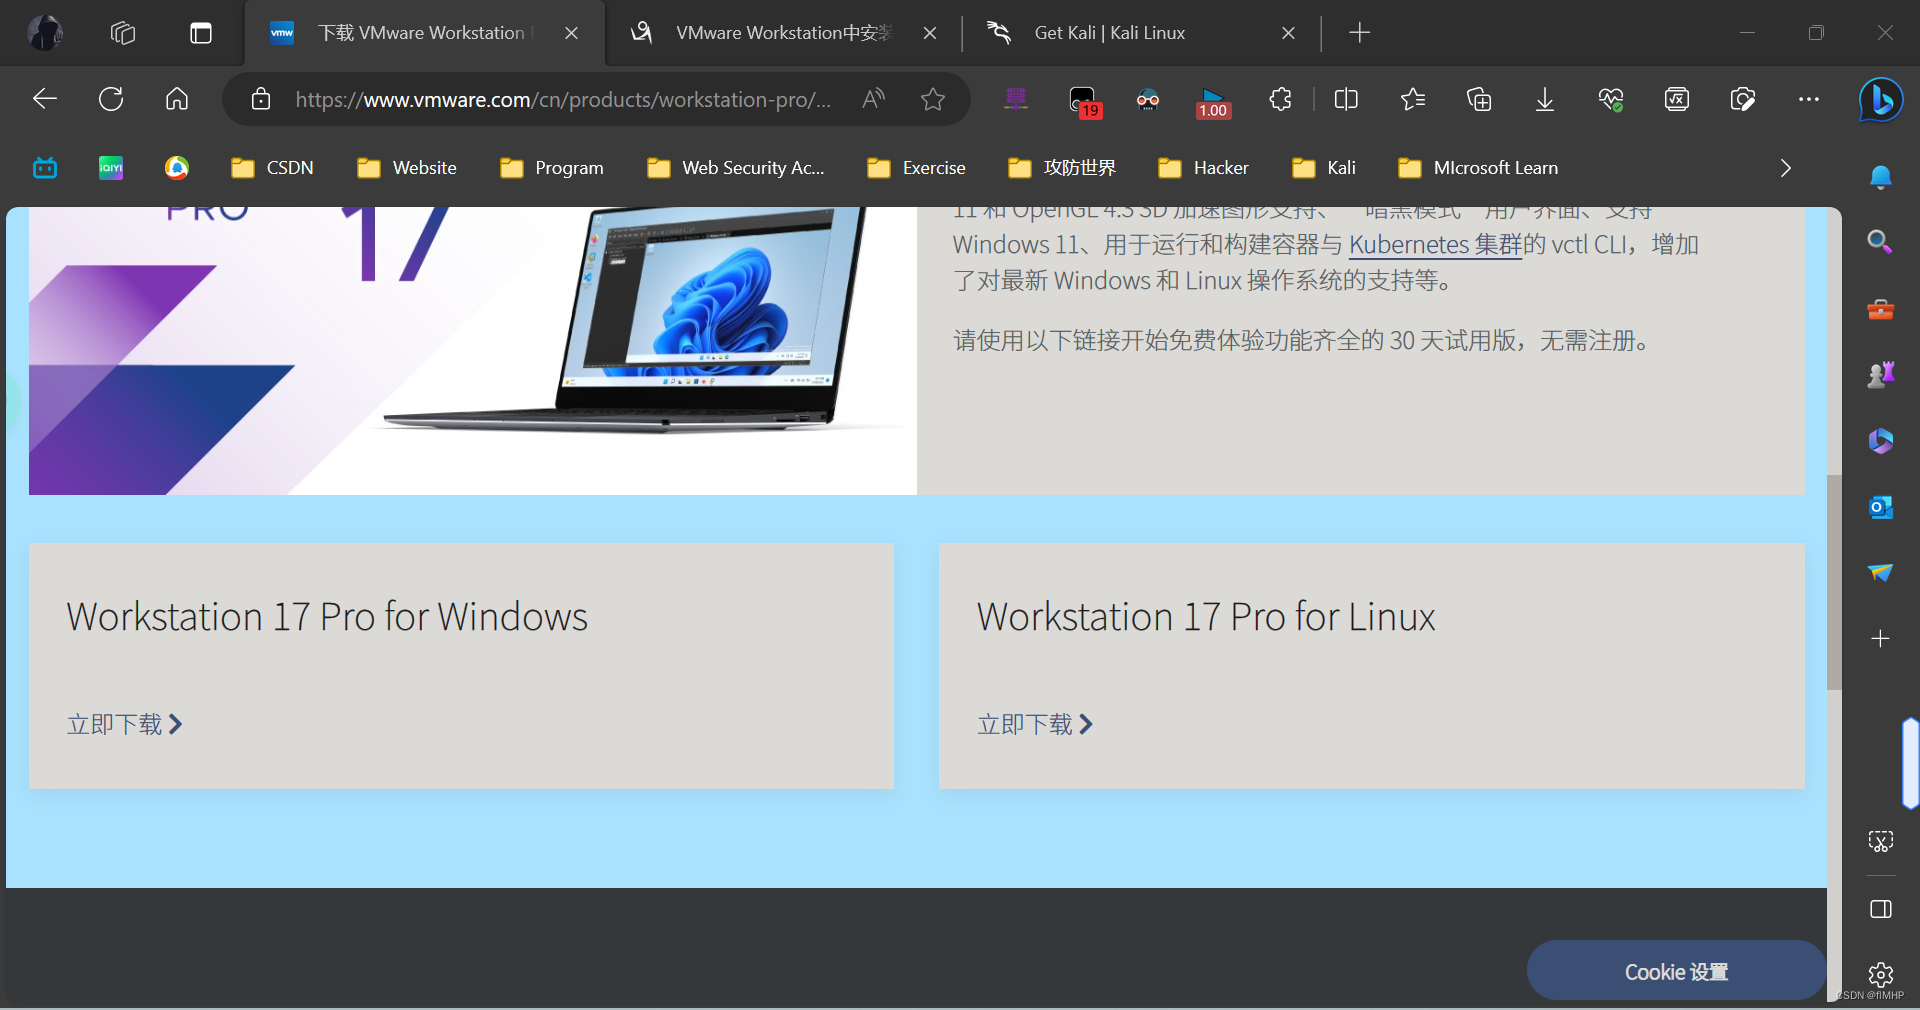 下载 VMware Workstation
VMware Workstation中安装
Get Kali | Kali Linux
https://www.vmware.com/cn/products/workstation-pro/...
19
1.00
iQIYI
CSDN
Website
Program
Web Security Ac...
Exercise
攻防世界
Hacker
Kali
MIcrosoft Learn
PRO
17
11 和 OpenGL 4.3 3D 加速图形支持、“暗黑模式”用户界面、支持
Windows 11、用于运行和构建容器与 Kubernetes 集群的 vctl CLI，增加
了对最新 Windows 和 Linux 操作系统的支持等。
请使用以下链接开始免费体验功能齐全的 30 天试用版，无需注册。
Workstation 17 Pro for Windows
立即下载
Workstation 17 Pro for Linux
立即下载
Cookie 设置
CSDN @flMHP